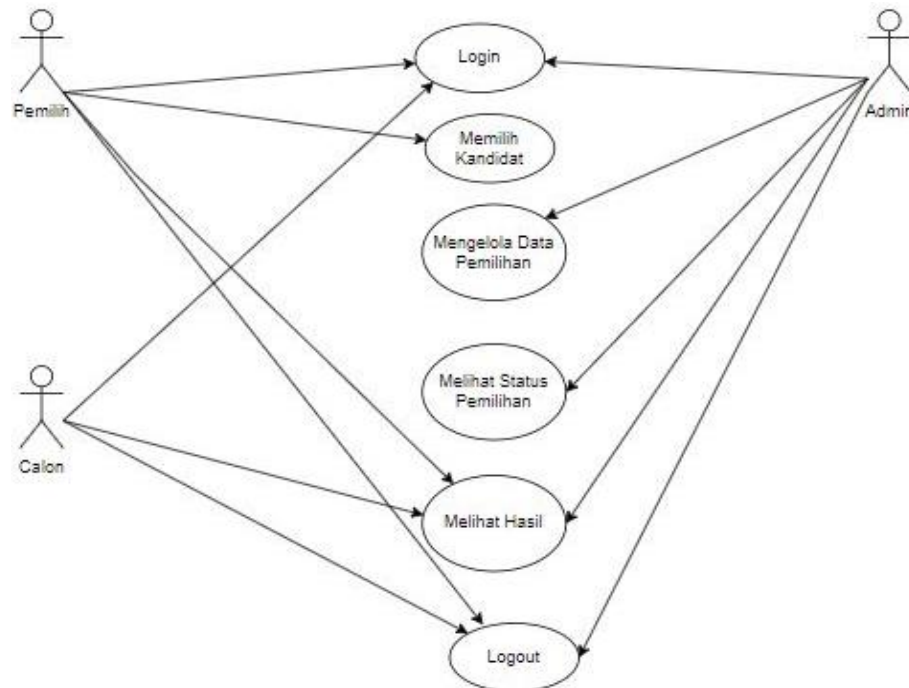 Login
Pemilih
Admin
Memilih
Kandidat
Mengelola Data
Pemilihan
Melihat Status
Pemilihan
Calon
Melihat Hasil
Logout